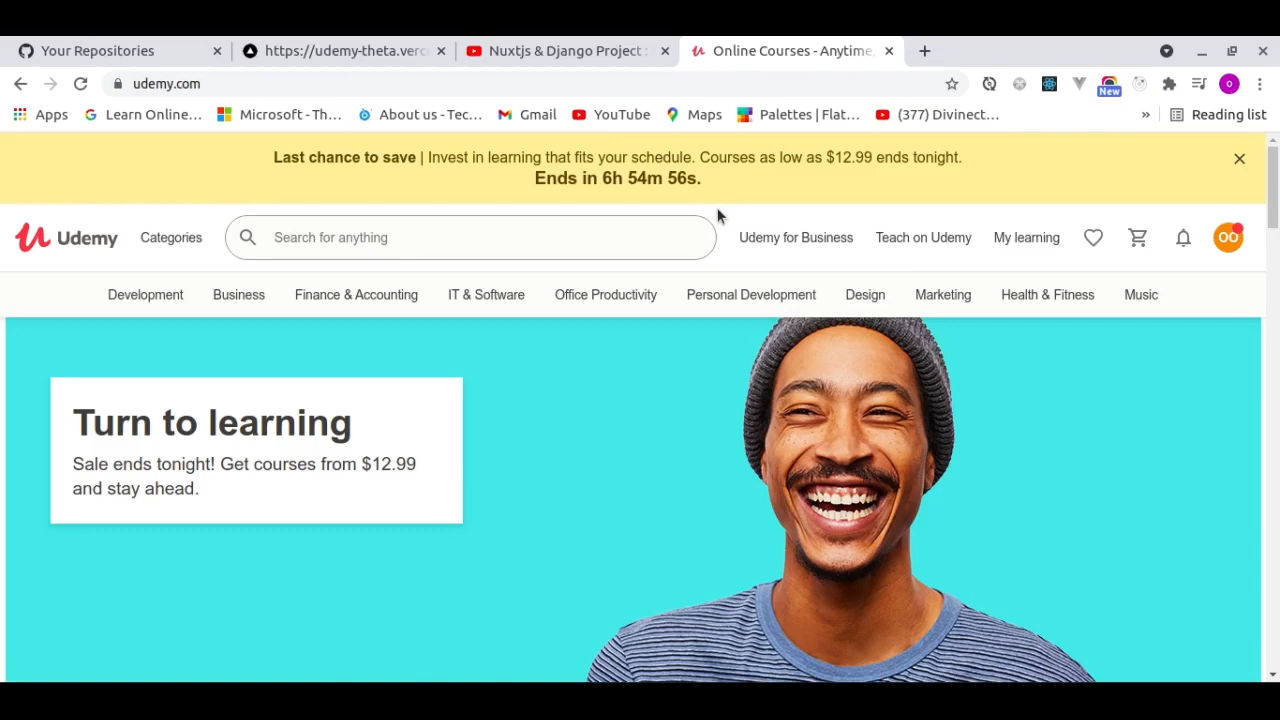 Your Repositories
https://udemy-theta.verc
Nuxtjs & Django Project :
Online Courses - Anytime,
udemy.com
New
O
Apps
Learn Online...
Microsoft - Th...
About us - Tec...
Gmail
YouTube
Maps
Palettes | Flat...
(377) Divinect...
»
Reading list
Last chance to save | Invest in learning that fits your schedule. Courses as low as $12.99 ends tonight.
Ends in 6h 54m 56s.
Udemy
Categories
Search for anything
Udemy for Business
Teach on Udemy
My learning
OO
Development
Business
Finance & Accounting
IT & Software
Office Productivity
Personal Development
Design
Marketing
Health & Fitness
Music
Turn to learning
Sale ends tonight! Get courses from $12.99
and stay ahead.